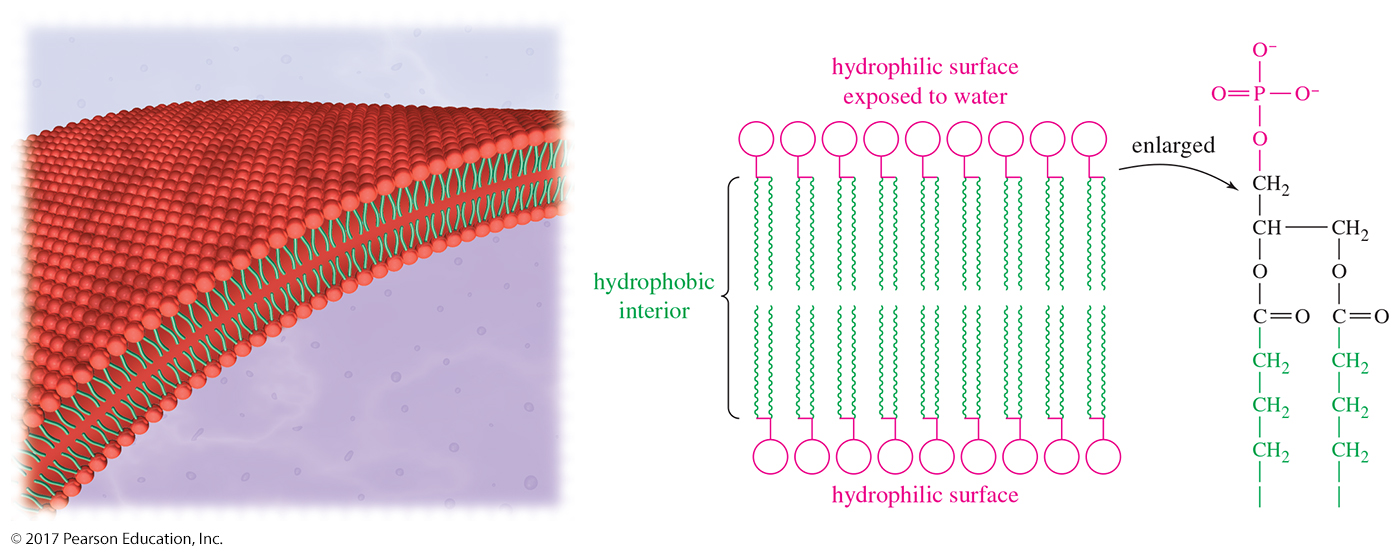 hydrophilic surface
exposed to water
enlarged
hydrophobic
interior
hydrophilic surface
O⁻
O=P—O⁻
O
CH₂
CH—CH₂
O O
C=O C=O
CH₂ CH₂
CH₂ CH₂
CH₂ CH₂
© 2017 Pearson Education, Inc.